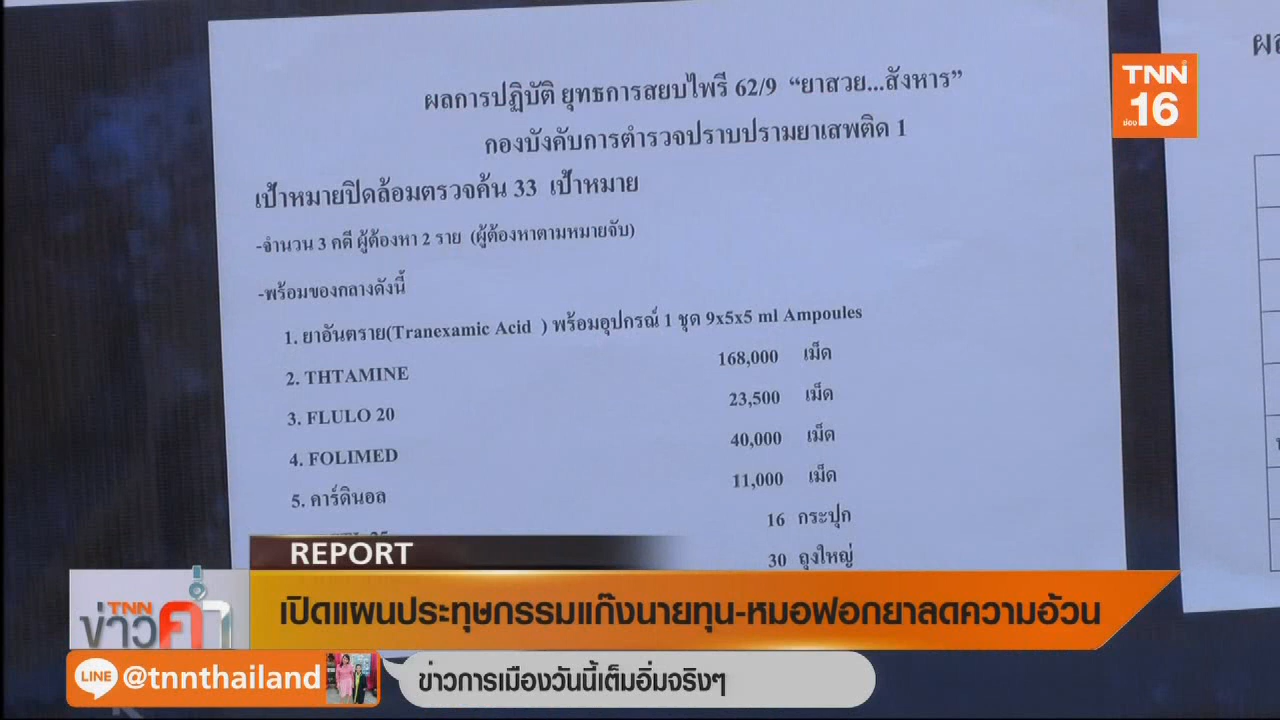 ผลการปฏิบัติ ยุทธการสยบไพรี 62/9 “ยาสวย...สังหาร”
กองบังคับการตำรวจปราบปรามยาเสพติด 1
เป้าหมายปิดล้อมตรวจค้น 33 เป้าหมาย
-จำนวน 3 คดี ผู้ต้องหา 2 ราย (ผู้ต้องหาตามหมายจับ)
-พร้อมของกลางดังนี้
1. ยาอันตราย(Tranexamic Acid ) พร้อมอุปกรณ์ 1 ชุด 9x5x5 ml Ampoules
2. THTAMINE 168,000 เม็ด
3. FLULO 20 23,500 เม็ด
4. FOLIMED 40,000 เม็ด
5. คาร์ดินอล 11,000 เม็ด
16 กระปุก
30 ถุงใหญ่
TNN
ช่อง 16
REPORT
TNN
ข่าวค่ำ
เปิดแผนประทุษกรรมแก๊งนายทุน-หมอฟอกยาลดความอ้วน
LINE @tnnthailand
ข่าวการเมืองวันนี้เต็มอิ่มจริงๆ